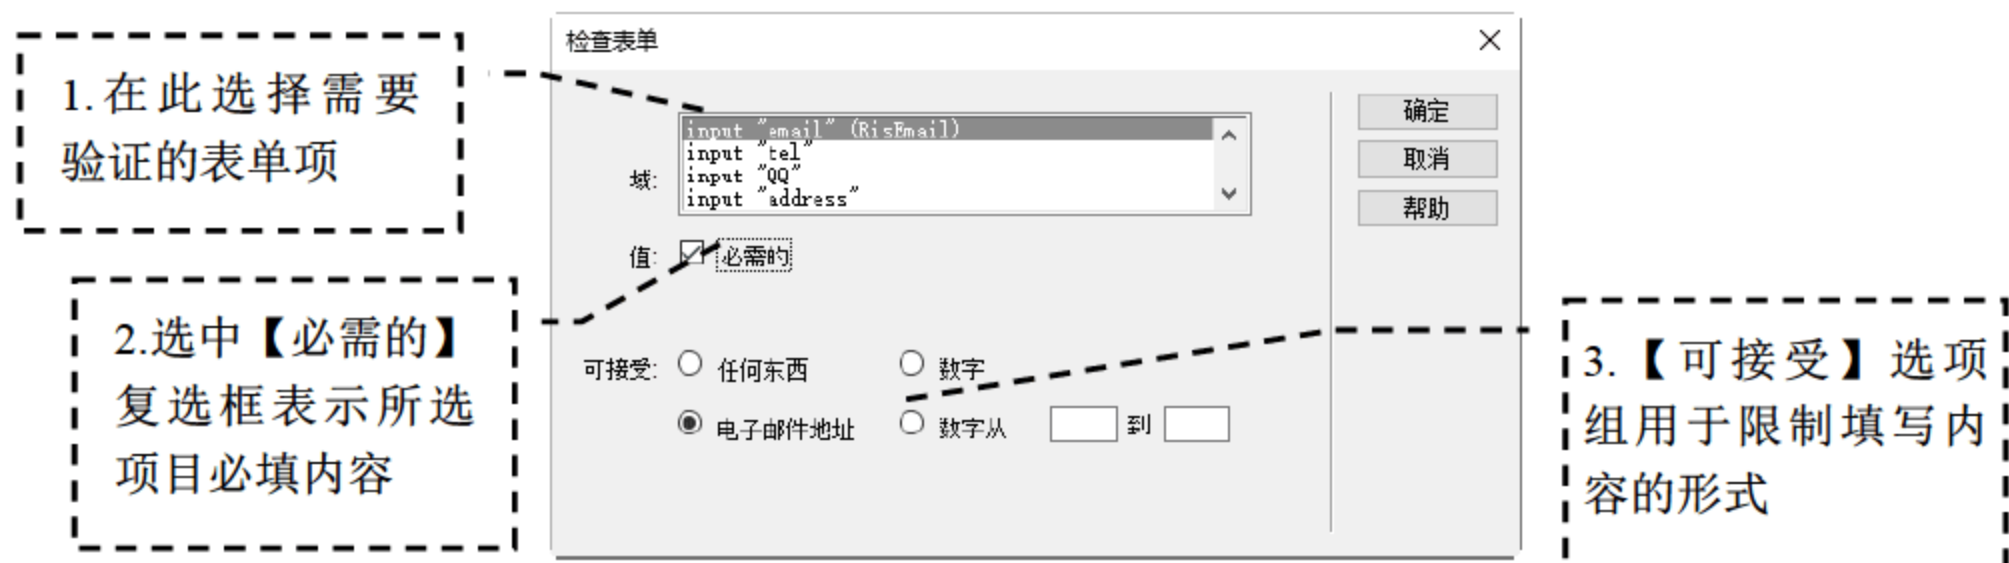 1.在此选择需要
验证的表单项
2.选中【必需的】
复选框表示所选
项目必填内容
检查表单
域:
input "email" (RisEmail)
input "tel"
input "QQ"
input "address"
值: 必需的
可接受: 任何东西 数字
电子邮件地址 数字从 到
确定
取消
帮助
3.【可接受】选项
组用于限制填写内
容的形式